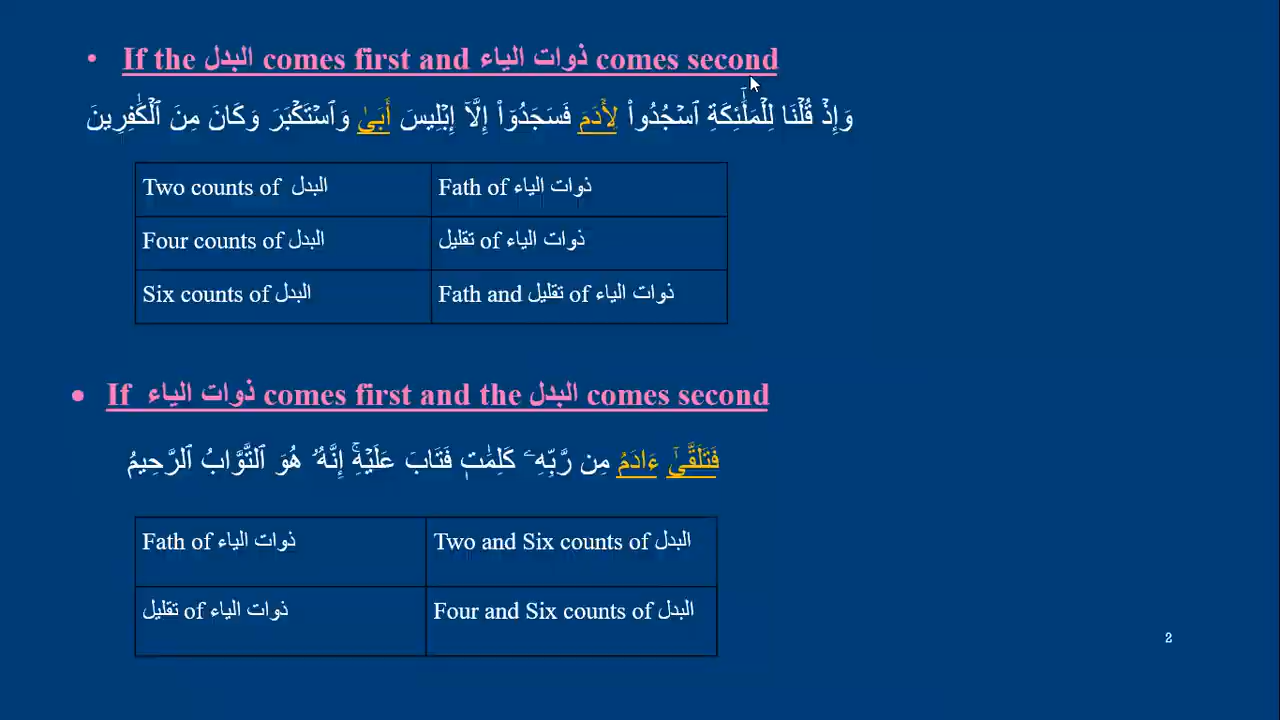 • If the البدل comes first and ذوات الياء comes second
وَإِذۡ قُلۡنَا لِلۡمَلَٰٓئِكَةِ ٱسۡجُدُواْ لِأٓدَمَ فَسَجَدُوٓاْ إِلَّآ إِبۡلِيسَ أَبَىٰ وَٱسۡتَكۡبَرَ وَكَانَ مِنَ ٱلۡكَٰفِرِينَ
Two counts of البدل Fath of ذوات الياء
Four counts of البدل تقليل of ذوات الياء
Six counts of البدل Fath and تقليل of ذوات الياء
• If ذوات الياء comes first and the البدل comes second
فَتَلَقَّىٰٓ ءَادَمُ مِن رَّبِّهِۦ كَلِمَٰتٖ فَتَابَ عَلَيۡهِۚ إِنَّهُۥ هُوَ ٱلتَّوَّابُ ٱلرَّحِيمُ
Fath of ذوات الياء Two and Six counts of البدل
تقليل of ذوات الياء Four and Six counts of البدل
2